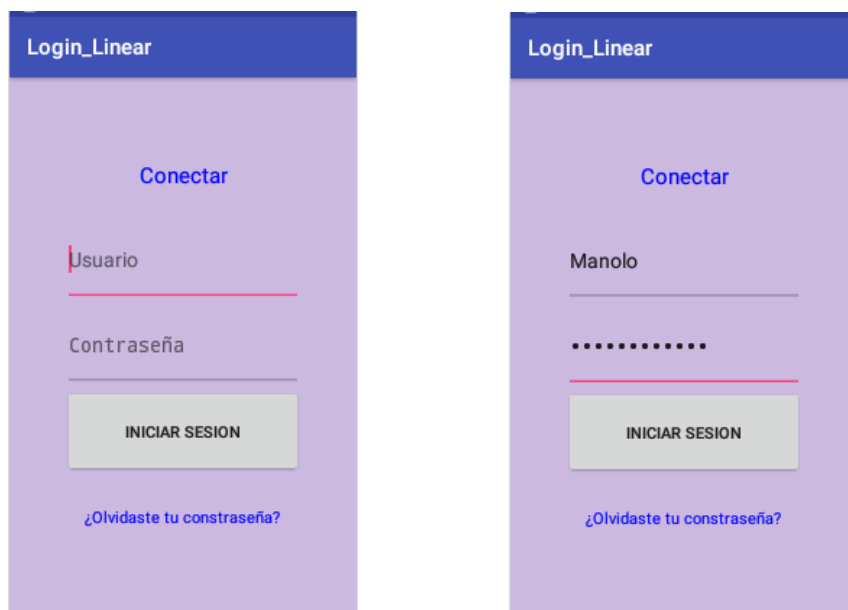 Login_Linear
Conectar
Usuario
Contraseña
INICIAR SESION
¿Olvidaste tu constraseña?
Login_Linear
Conectar
Manolo
••••••••••••
INICIAR SESION
¿Olvidaste tu constraseña?